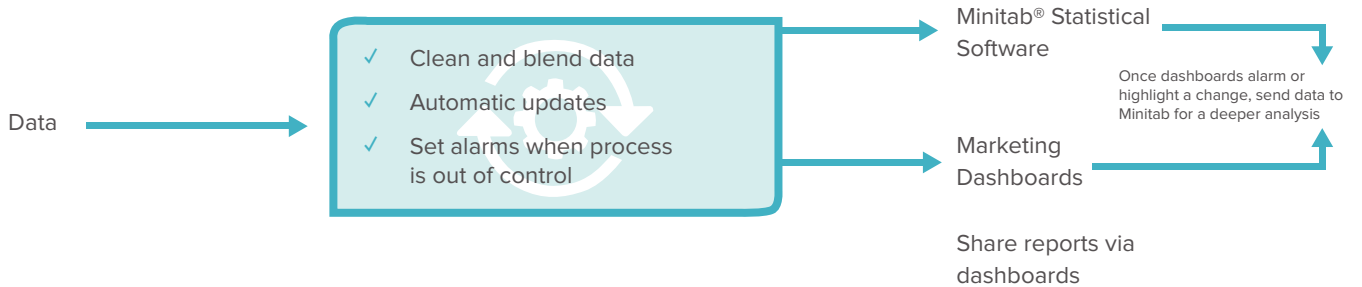 Data
✓ Clean and blend data
✓ Automatic updates
✓ Set alarms when process
is out of control
Minitab® Statistical
Software
Once dashboards alarm or
highlight a change, send data to
Minitab for a deeper analysis
Marketing
Dashboards
Share reports via
dashboards